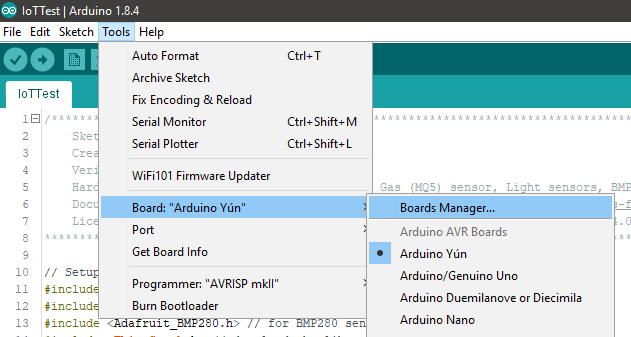 IoTTest | Arduino 1.8.4
File Edit Sketch Tools Help
IoTTest
Auto Format Ctrl+T
Archive Sketch
Fix Encoding & Reload
Serial Monitor Ctrl+Shift+M
Serial Plotter Ctrl+Shift+L
WiFi101 Firmware Updater
Board: "Arduino Yún"
Port
Get Board Info
Programmer: "AVRISP mkII"
Burn Bootloader
Boards Manager...
Arduino AVR Boards
Arduino Yún
Arduino/Genuino Uno
Arduino Duemilanove or Diecimila
Arduino Nano
1 /*******
2 Sket
3 Crea
4 Veri
5 Hard Gas (MQ5) sensor, Light sensors, BMP
6 Docu
7 Lice
8 *******
9
10 // Setup
11 #include
12 #include
13 #include <Adafruit_BMP280.h> // for BMP280 sen
14